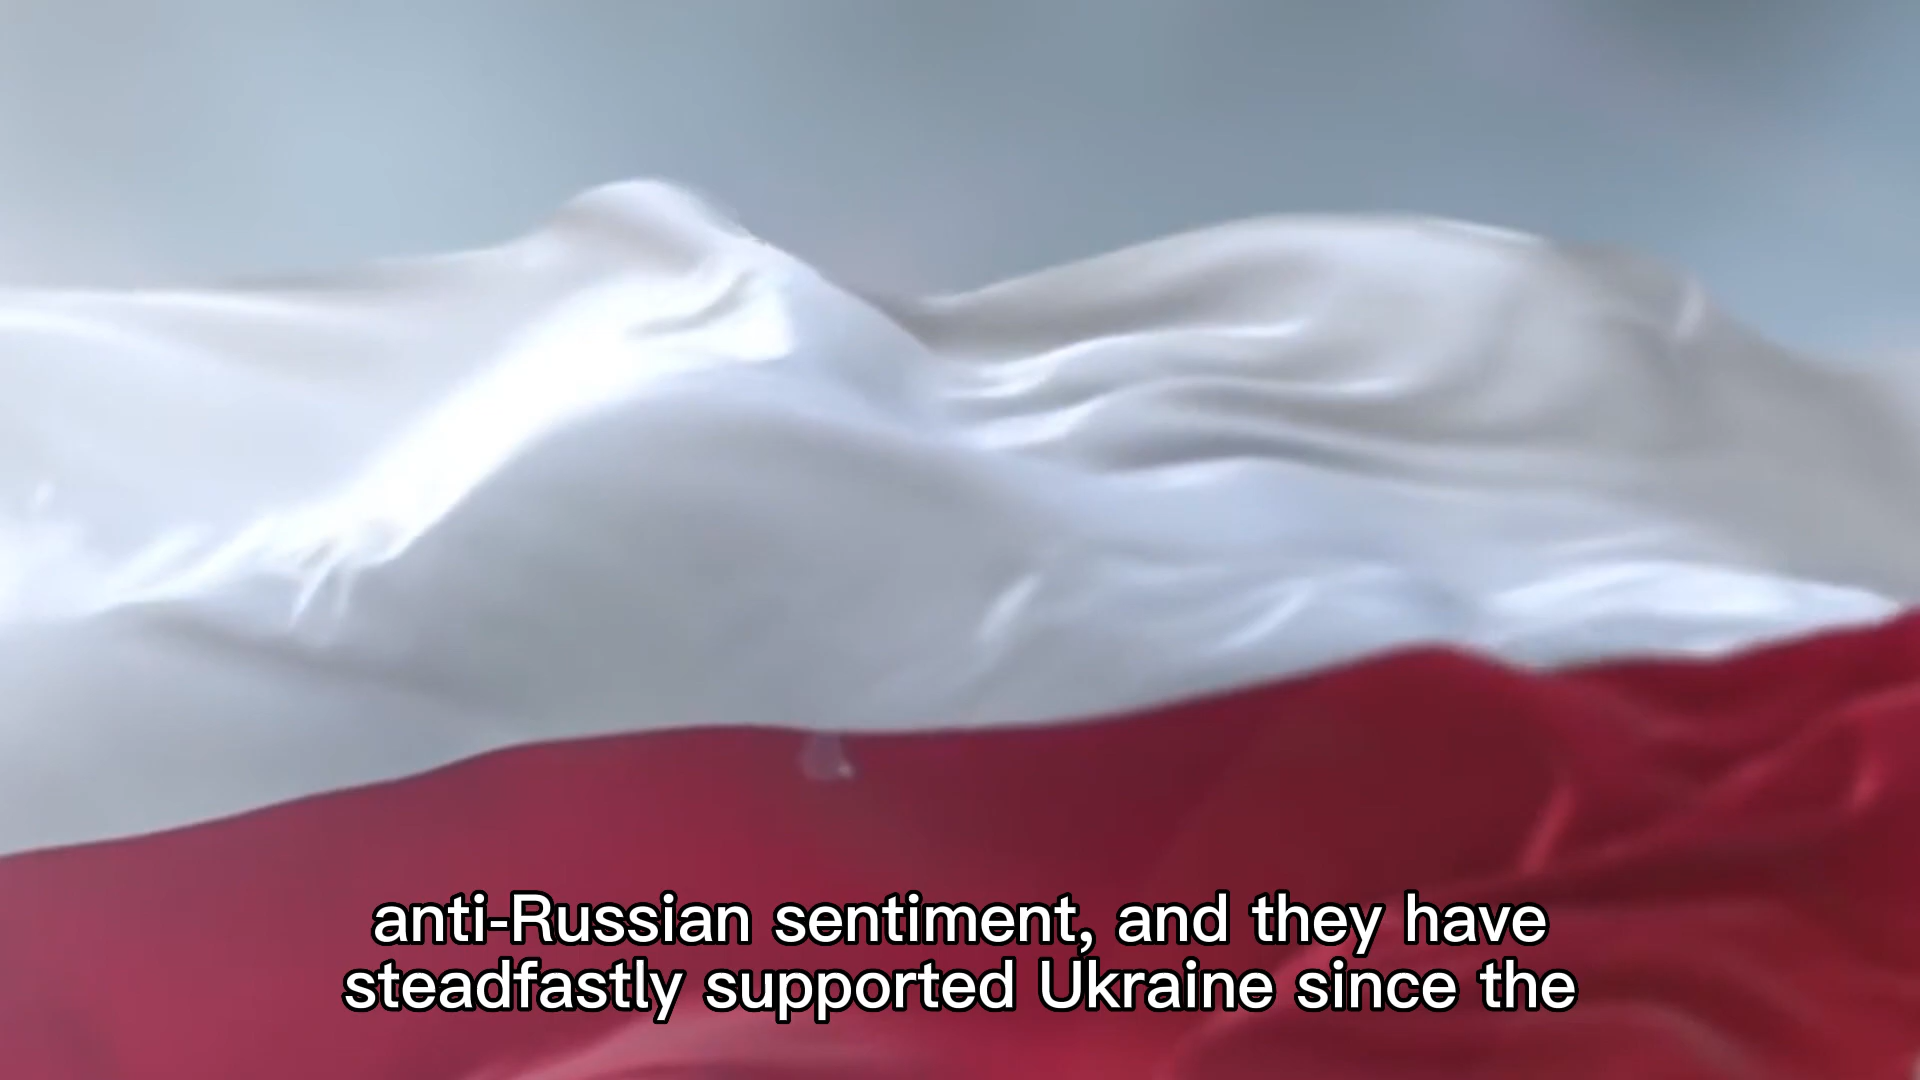 anti-Russian sentiment, and they have
steadfastly supported Ukraine since the